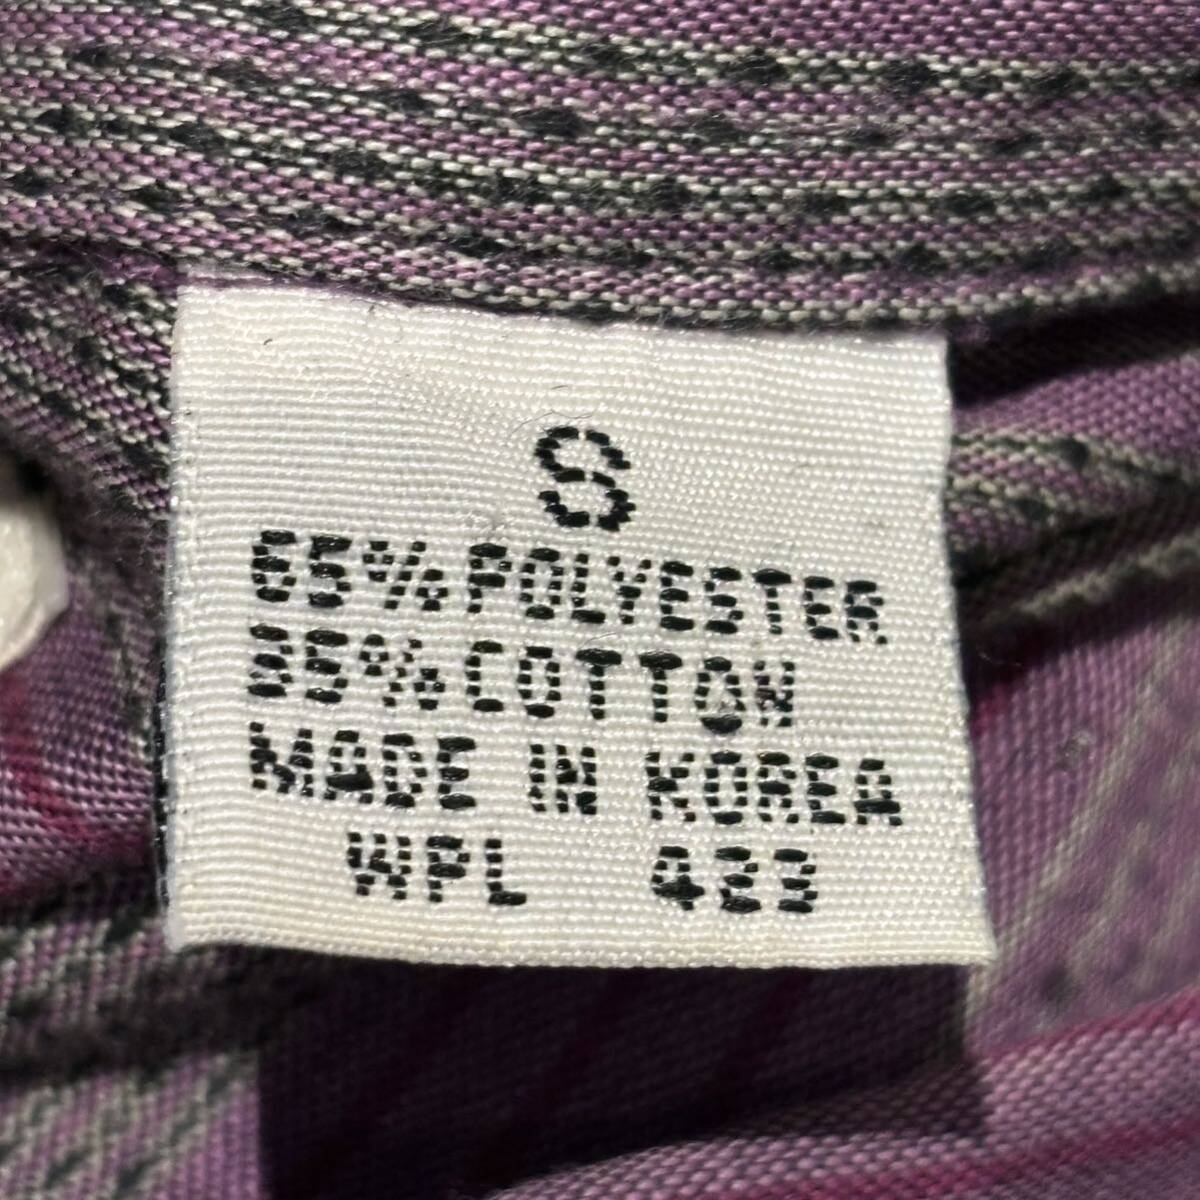 S
65% POLYESTER
35% COTTON
MADE IN KOREA
WPL 423